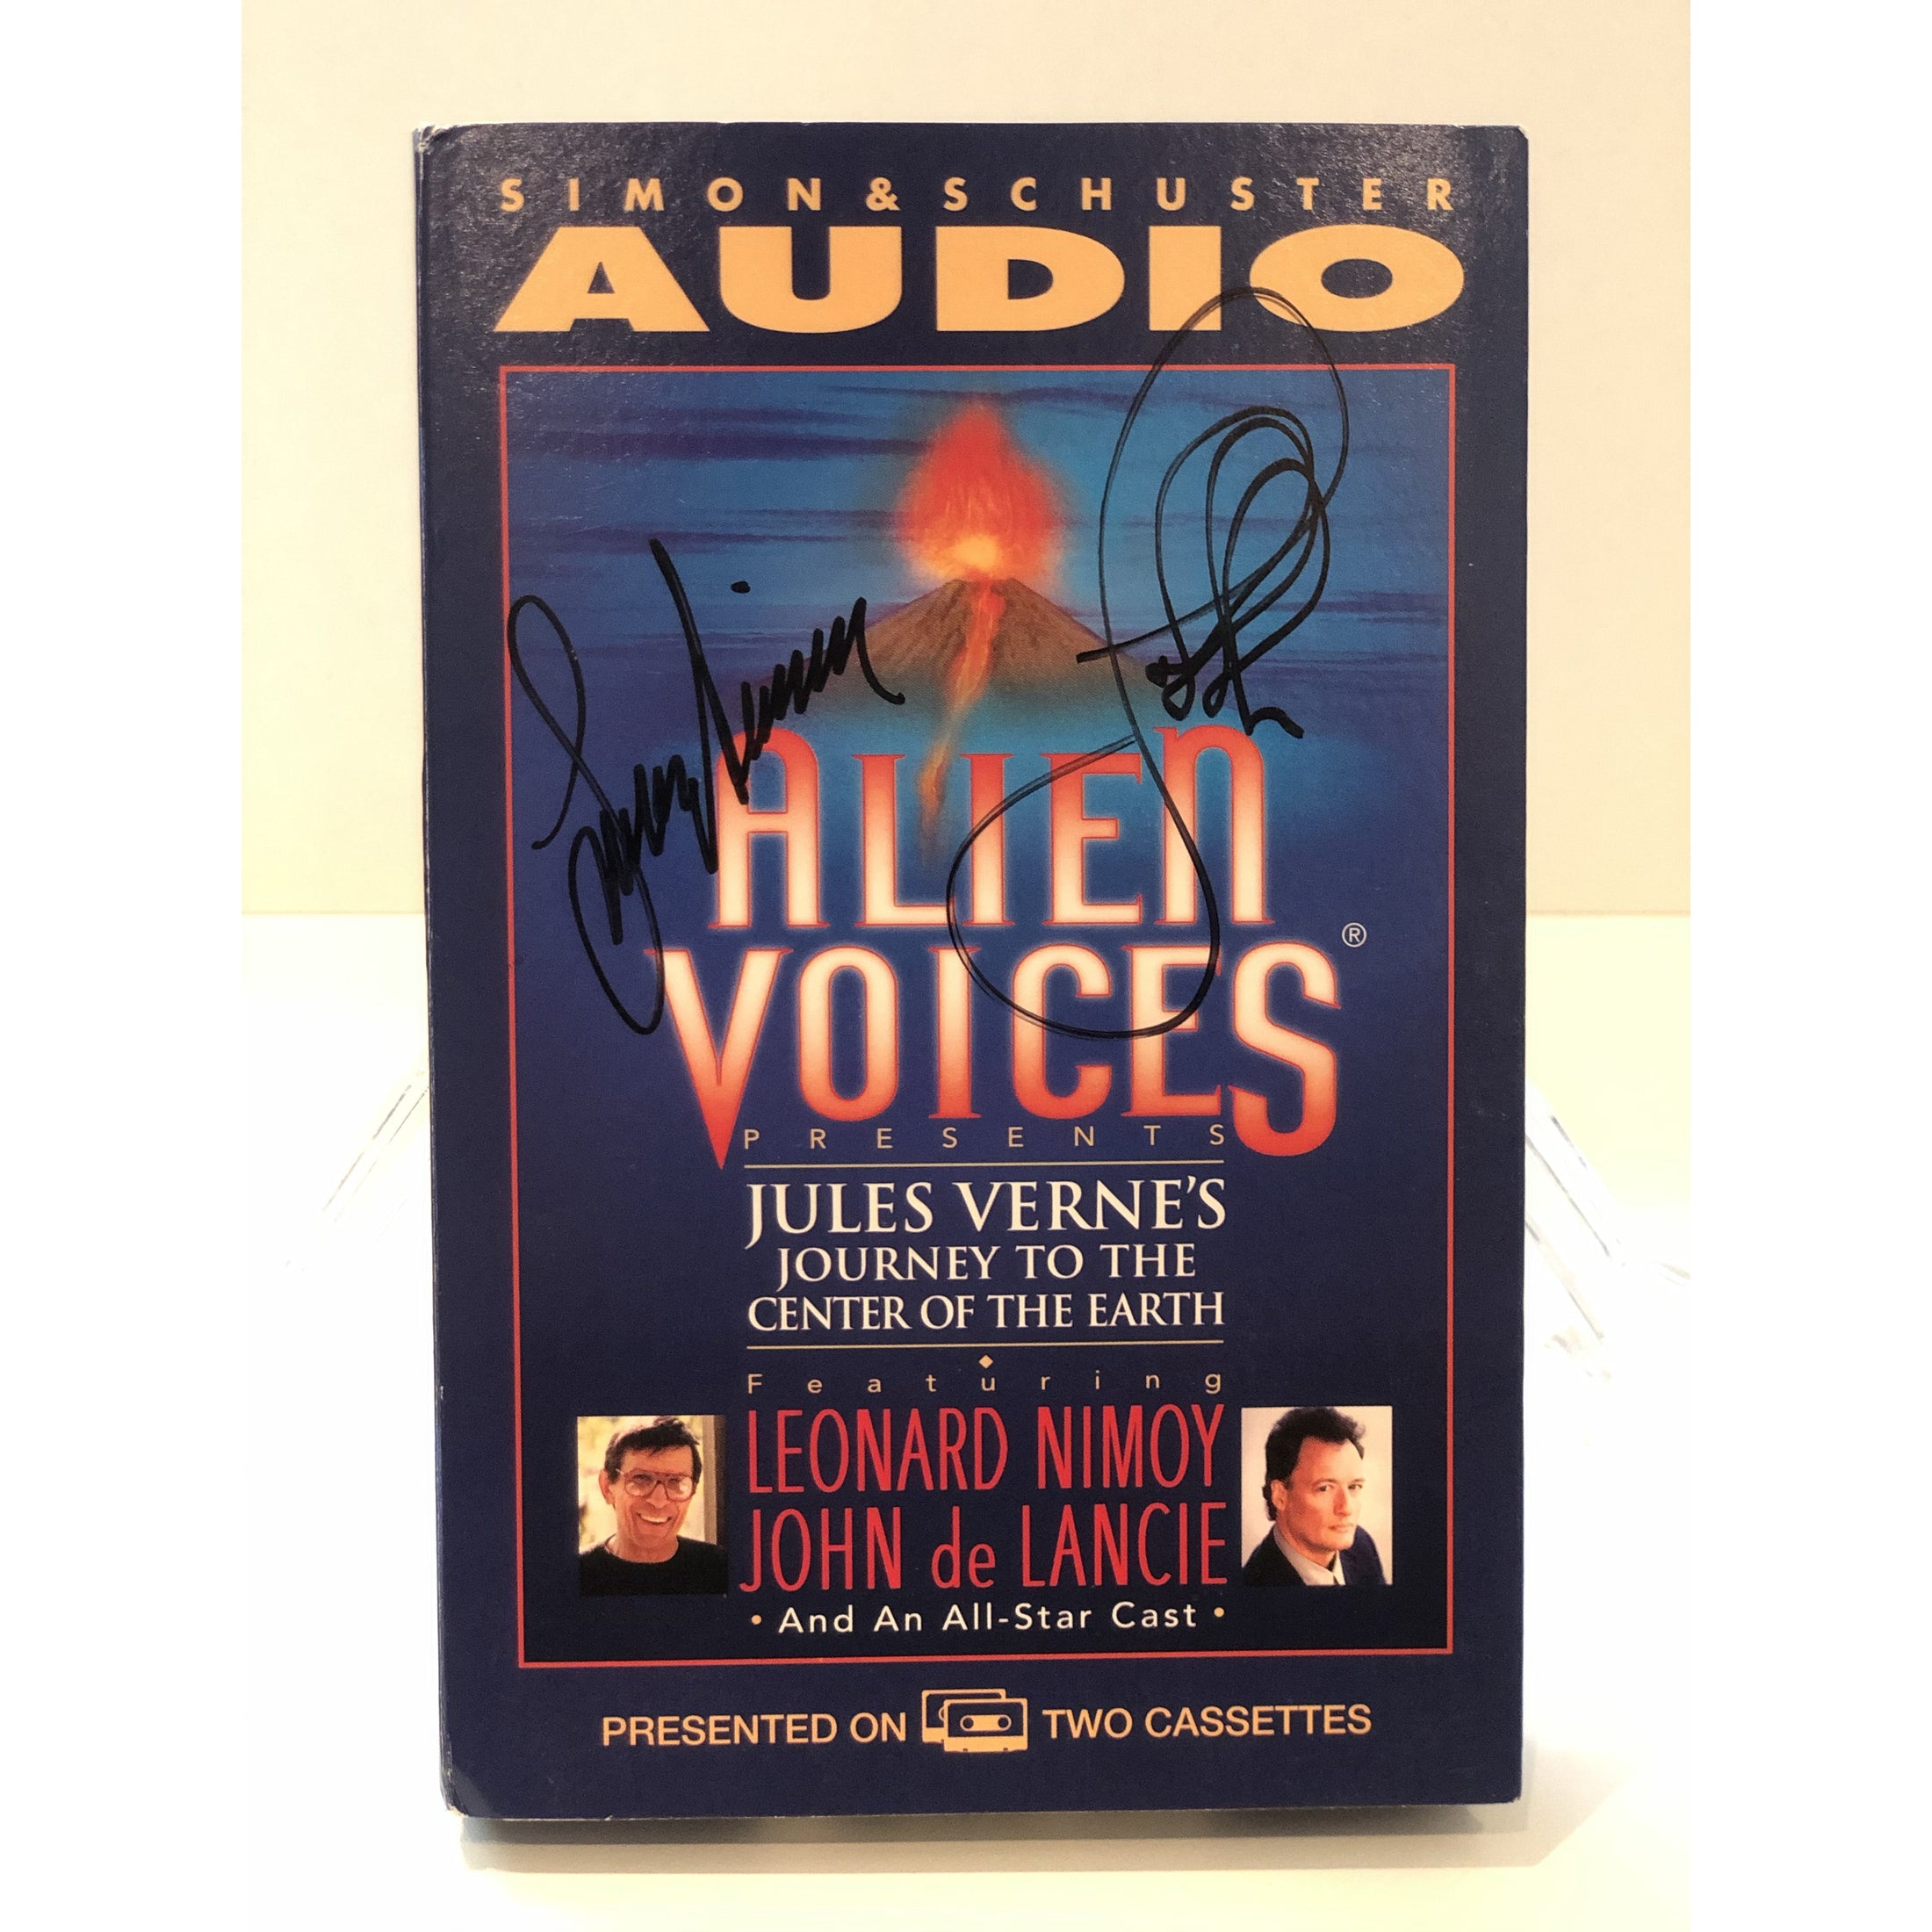 SIMON & SCHUSTER
AUDIO
ALIEN
VOICES®
PRESENTS
JULES VERNE'S
JOURNEY TO THE
CENTER OF THE EARTH
Featuring
LEONARD NIMOY
JOHN de LANCIE
• And An All-Star Cast •
PRESENTED ON TWO CASSETTES